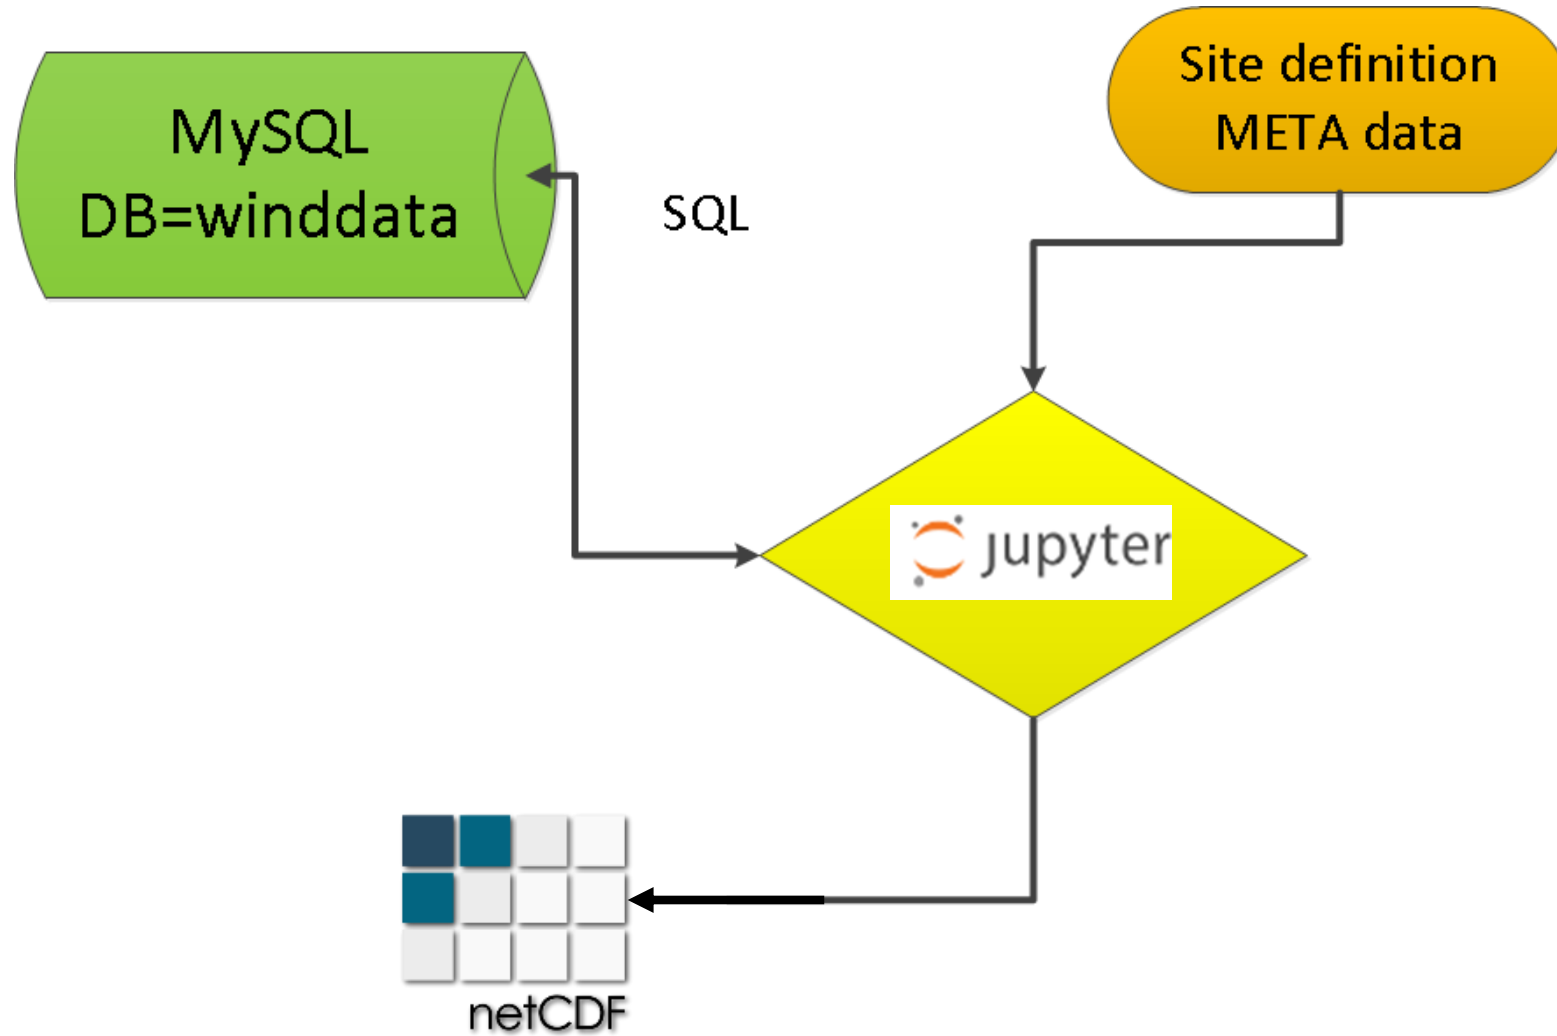 MySQL
DB=winddata
SQL
Site definition
META data
jupyter
netCDF